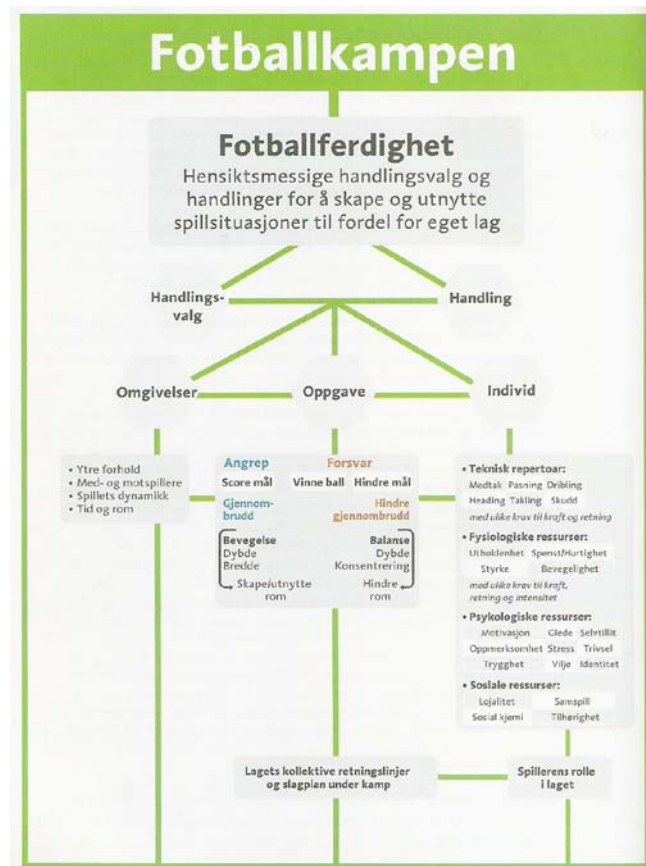 Fotballkampen
Fotballferdighet
Hensiktsmessige handlingsvalg og
handlinger for å skape og utnytte
spillsituasjoner til fordel for eget lag
Handlings-
valg
Handling
Omgivelser
Oppgave
Individ
• Ytre forhold
• Med- og motspillere
• Spillets dynamikk
• Tid og rom
Angrep Forsvar
Score mål Vinne ball Hindre mål
Gjennom-
brudd
Hindre
gjennombrudd
Bevegelse
Dybde
Bredde
Skape/utnytte
rom
Balanse
Dybde
Konsentrering
Hindre
rom
• Teknisk repertoar:
Medtak Pasning Dribling
Heading Takling Skudd
med ulike krav til kraft og retning
• Fysiologiske ressurser:
Utholdenhet Spenst/Hurtighet
Styrke Bevegelighet
med ulike krav til kraft,
retning og intensitet
• Psykologiske ressurser:
Motivasjon Glede Selvtillit
Oppmerksomhet Stress Trivsel
Trygghet Vilje Identitet
• Sosiale ressurser:
Lojalitet Samspill
Social kjemi Tilhørighet
Lagets kollektive retningslinjer
og slagplan under kamp
Spillerens rolle
i laget